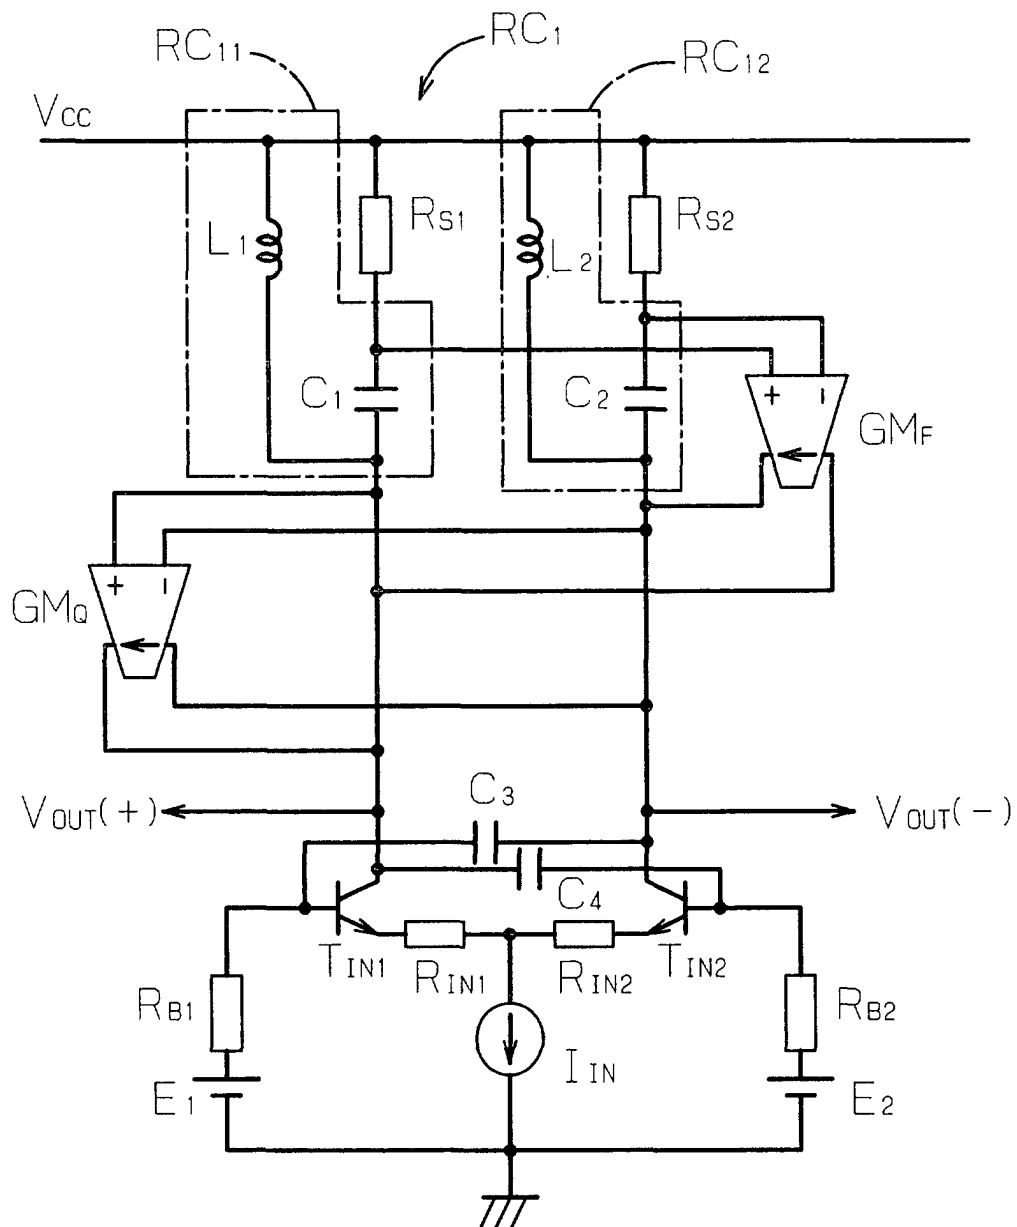 RC1
RC11
RC12
VCC
RS1
RS2
L1
L2
C1
C2
+ −
GMF
+ −
GMQ
C3
VOUT(+)
VOUT(−)
C4
TIN1
RIN1
RIN2
TIN2
RB1
RB2
IIN
E1
E2